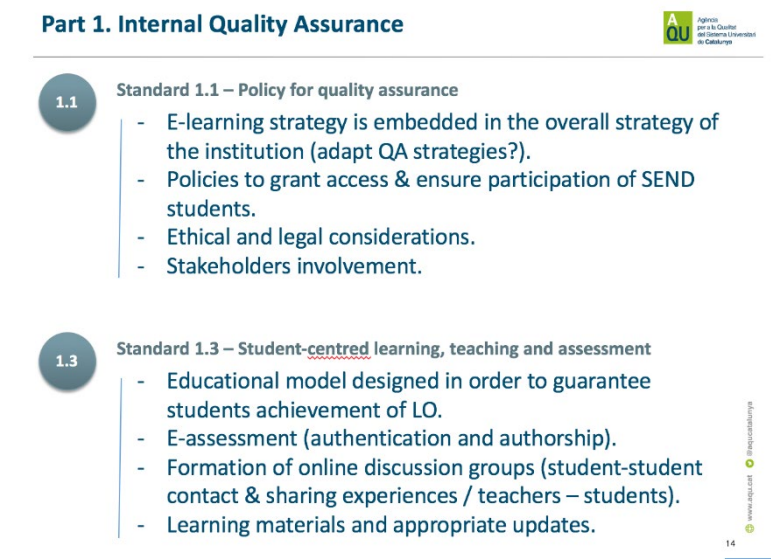 Part 1. Internal Quality Assurance
AQU
Agència
per a la Qualitat
del Sistema Universitari
de Catalunya
1.1
Standard 1.1 – Policy for quality assurance
- E-learning strategy is embedded in the overall strategy of
the institution (adapt QA strategies?).
- Policies to grant access & ensure participation of SEND
students.
- Ethical and legal considerations.
- Stakeholders involvement.
1.3
Standard 1.3 – Student-centred learning, teaching and assessment
- Educational model designed in order to guarantee
students achievement of LO.
- E-assessment (authentication and authorship).
- Formation of online discussion groups (student-student
contact & sharing experiences / teachers – students).
- Learning materials and appropriate updates.
www.aqu.cat @aqucatalunya
14